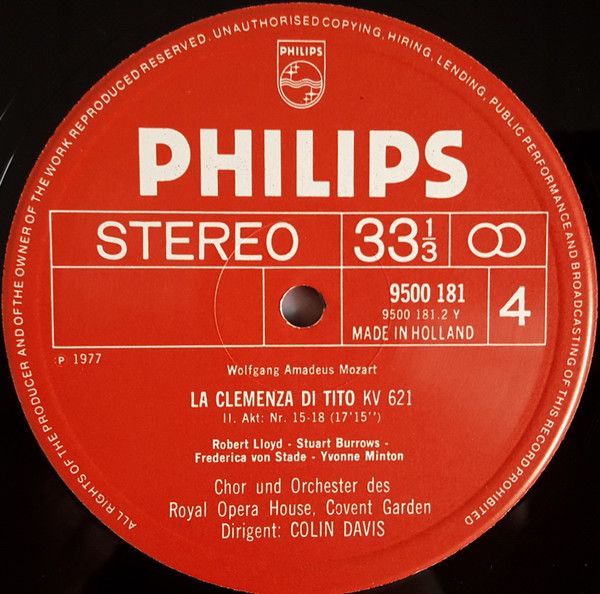 ALL RIGHTS OF THE PRODUCER AND OF THE OWNER OF THE WORK REPRODUCED RESERVED. UNAUTHORISED COPYING, HIRING, LENDING, PUBLIC PERFORMANCE AND BROADCASTING OF THIS RECORD PROHIBITED
PHILIPS
PHILIPS
STEREO 33 1/3
9500 181
9500 181.2 Y
MADE IN HOLLAND
4
℗ 1977
Wolfgang Amadeus Mozart
LA CLEMENZA DI TITO KV 621
II. Akt: Nr. 15-18 (17'15'')
Robert Lloyd - Stuart Burrows -
Frederica von Stade - Yvonne Minton
Chor und Orchester des
Royal Opera House, Covent Garden
Dirigent: COLIN DAVIS